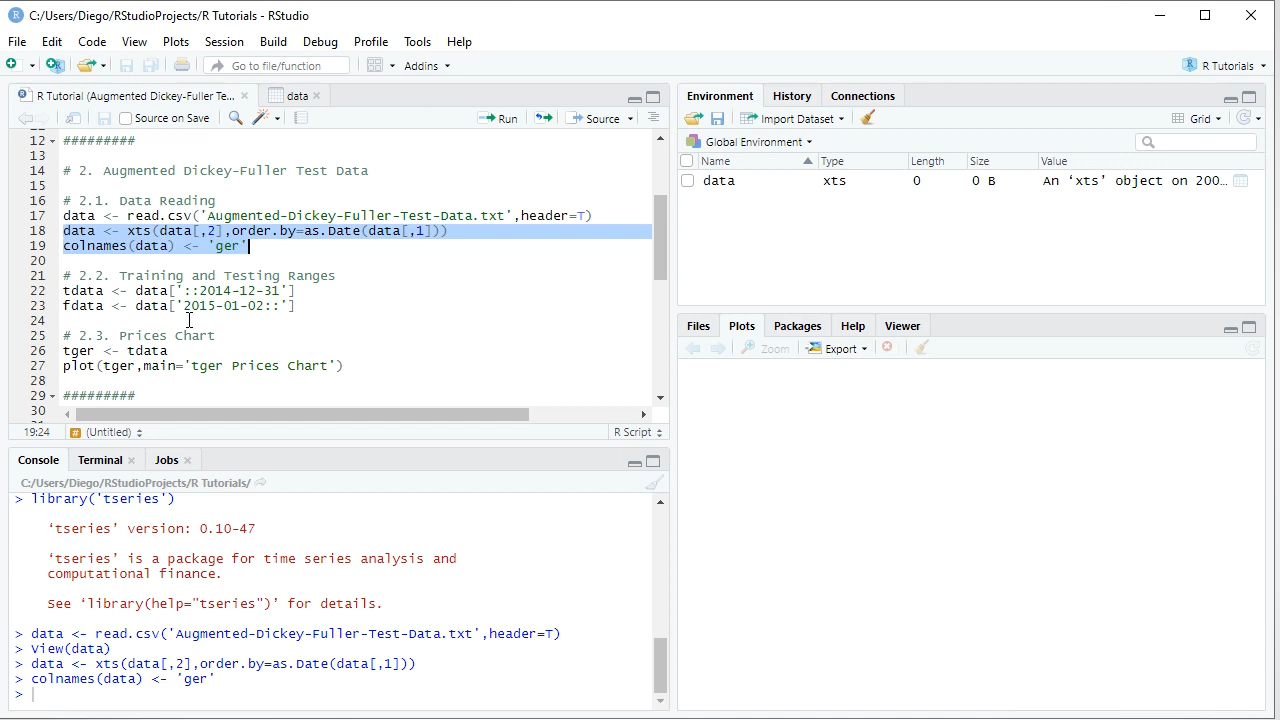 C:/Users/Diego/RStudioProjects/R Tutorials - RStudio
File Edit Code View Plots Session Build Debug Profile Tools Help
Go to file/function Addins R Tutorials
R Tutorial (Augmented Dickey-Fuller Te... data
Source on Save Run Source
12 #########
13
14 # 2. Augmented Dickey-Fuller Test Data
15
16 # 2.1. Data Reading
17 data <- read.csv('Augmented-Dickey-Fuller-Test-Data.txt',header=T)
18 data <- xts(data[,2],order.by=as.Date(data[,1]))
19 colnames(data) <- 'ger'
20
21 # 2.2. Training and Testing Ranges
22 tdata <- data['::2014-12-31']
23 fdata <- data['2015-01-02::']
24
25 # 2.3. Prices Chart
26 tger <- tdata
27 plot(tger,main='tger Prices Chart')
28
29 #########
30
19:24 # (Untitled) R Script
Console Terminal Jobs
C:/Users/Diego/RStudioProjects/R Tutorials/
> library('tseries')
‘tseries’ version: 0.10-47
‘tseries’ is a package for time series analysis and
computational finance.
See ‘library(help="tseries")’ for details.
> data <- read.csv('Augmented-Dickey-Fuller-Test-Data.txt',header=T)
> View(data)
> data <- xts(data[,2],order.by=as.Date(data[,1]))
> colnames(data) <- 'ger'
>
Environment History Connections
Import Dataset Grid
Global Environment
Name Type Length Size Value
data xts 0 0 B An ‘xts’ object on 200...
Files Plots Packages Help Viewer
Zoom Export